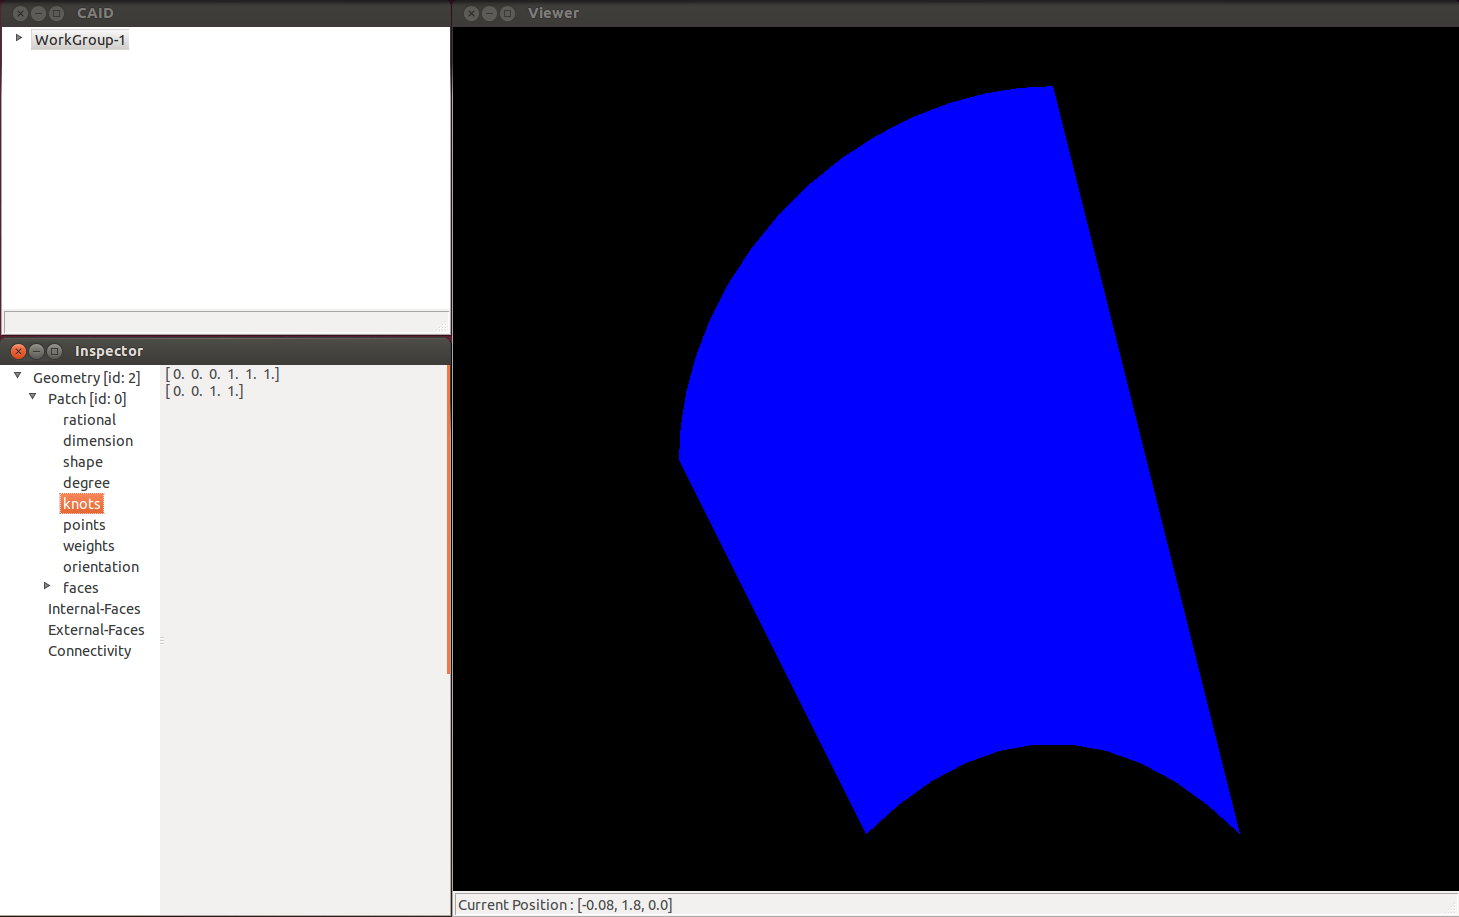 CAID
WorkGroup-1
Viewer
Inspector
Geometry [id: 2]
Patch [id: 0]
rational
dimension
shape
degree
knots
points
weights
orientation
faces
Internal-Faces
External-Faces
Connectivity
[ 0. 0. 0. 1. 1. 1.]
[ 0. 0. 1. 1.]
Current Position : [-0.08, 1.8, 0.0]